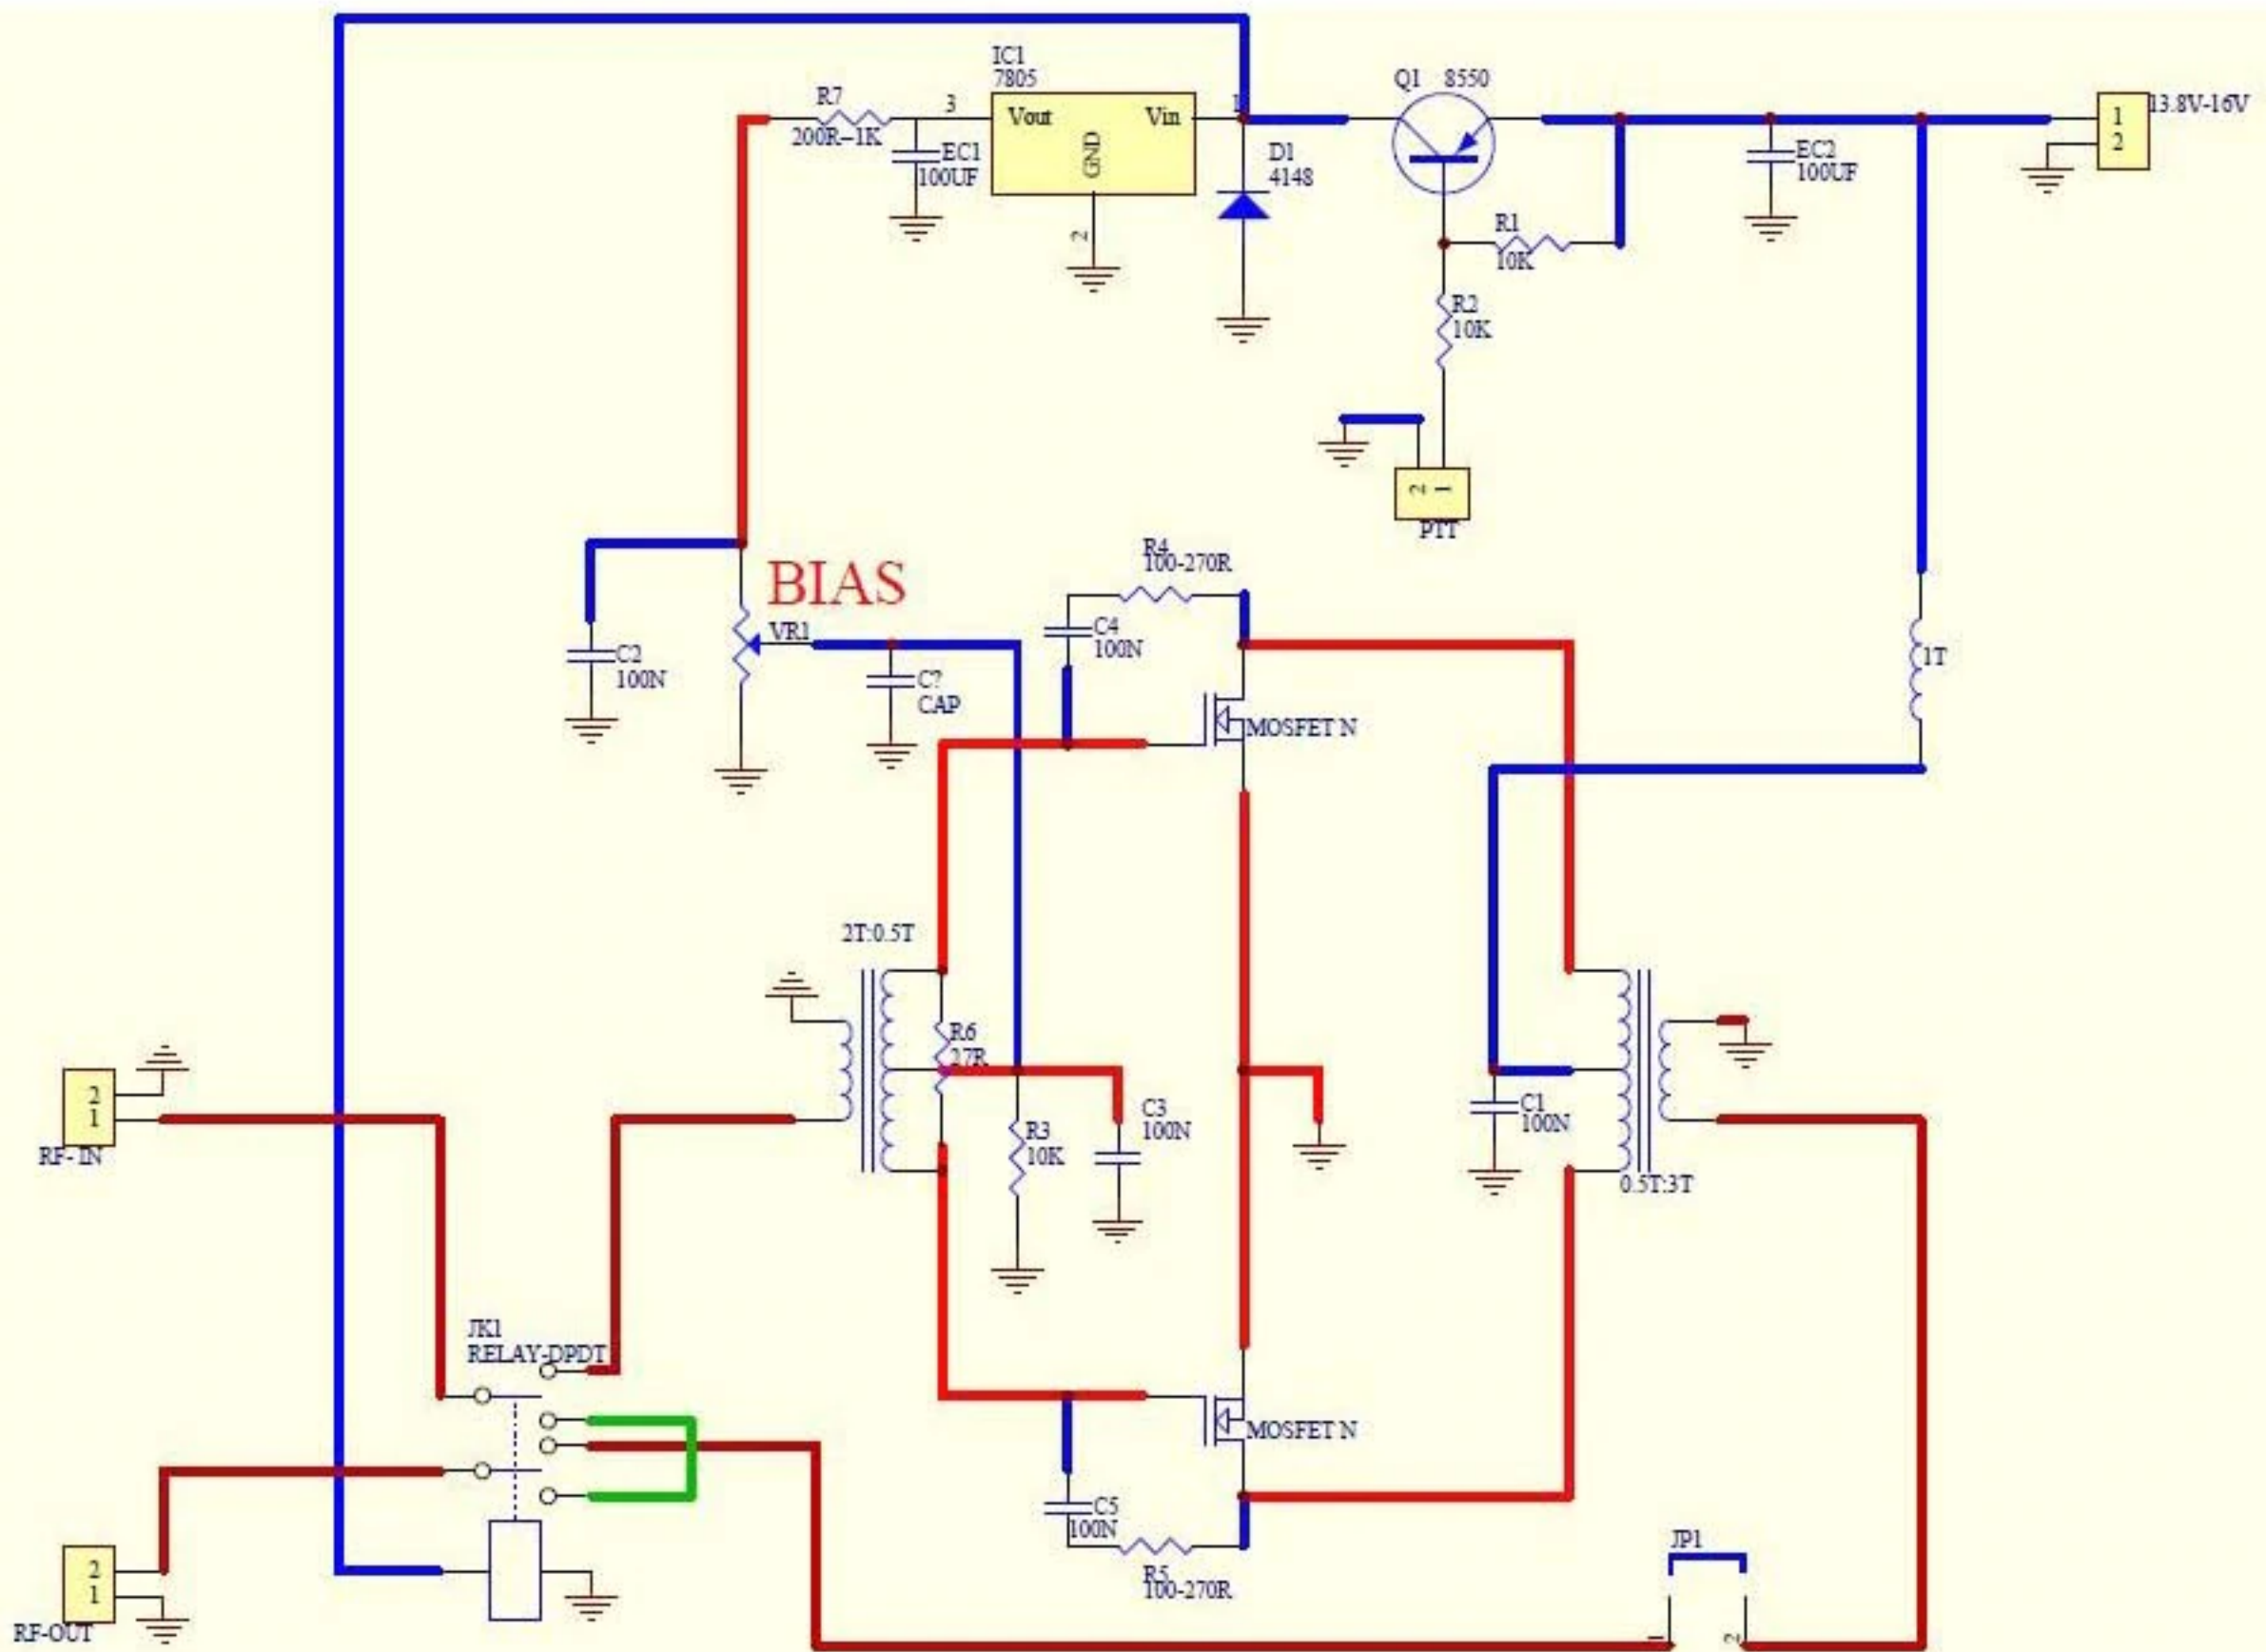 IC1
7805
Vout
Vin
GND
3
1
2
R7
200R-1K
EC1
100UF
D1
4148
Q1 8550
R1
10K
EC2
100UF
13.8V-16V
1
2
R2
10K
2 1
PTT
BIAS
VR1
C2
100N
C?
CAP
R4
100-270R
C4
100N
MOSFET N
1T
2T:0.5T
R6
27R
R3
10K
C3
100N
C1
100N
0.5T:3T
2
1
RF- IN
JK1
RELAY-DPDT
MOSFET N
C5
100N
R5
100-270R
2
1
RF-OUT
JP1
1
2